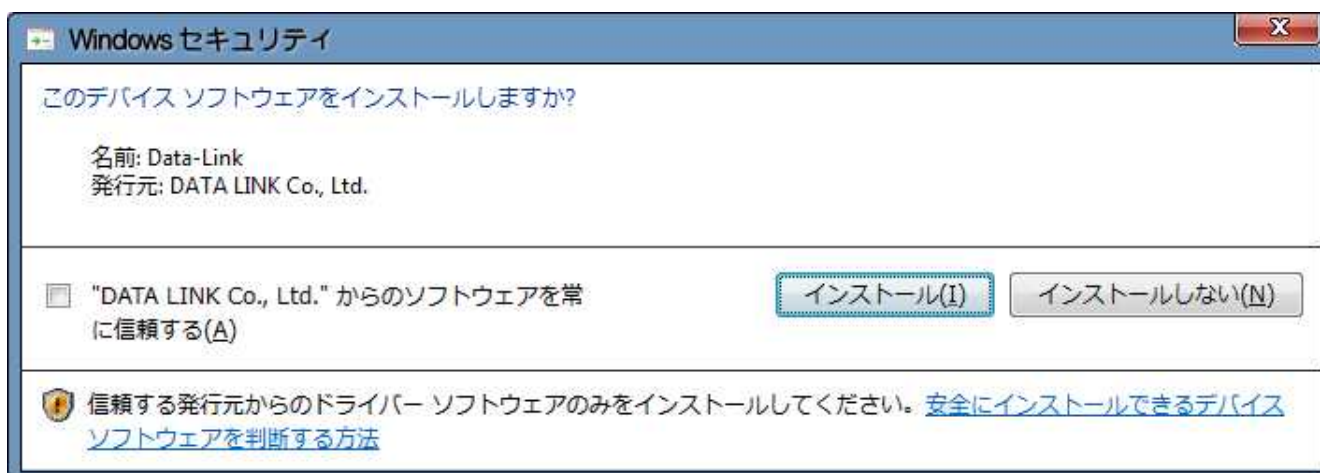 Windows セキュリティ
このデバイス ソフトウェアをインストールしますか?
名前: Data-Link
発行元: DATA LINK Co., Ltd.
"DATA LINK Co., Ltd." からのソフトウェアを常
に信頼する(A)
インストール(I)
インストールしない(N)
信頼する発行元からのドライバー ソフトウェアのみをインストールしてください。安全にインストールできるデバイス
ソフトウェアを判断する方法